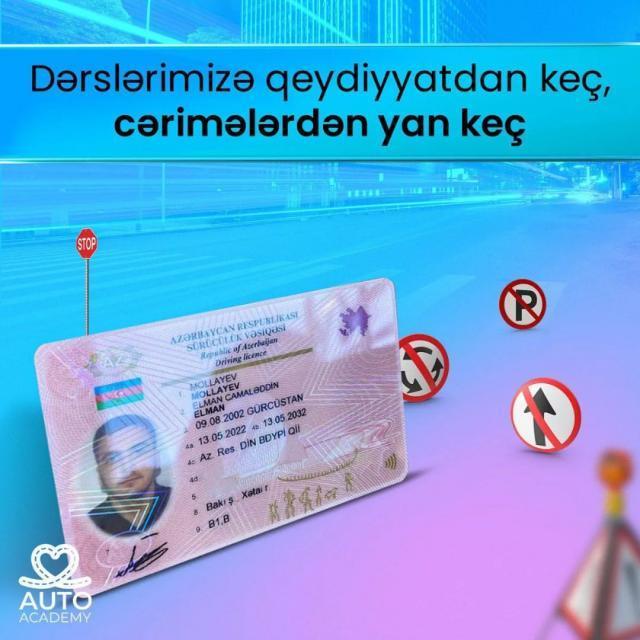 Dərslərimizə qeydiyyatdan keç,
cərimələrdən yan keç
STOP
P
AZƏRBAYCAN RESPUBLİKASI
SÜRÜCÜLÜK VƏSİQƏSİ
Republic of Azerbaijan
Driving licence
AZ
1. MOLLAYEV
MOLLAYEV
2. ELMAN CAMALƏDDİN
ELMAN
3. 09.08.2002 GÜRCÜSTAN
4a. 13.05.2022 4b. 13.05.2032
4c. Az. Res. DİN BDYPİ Qİİ
4d.
5.
8. Bakı ş., Xətai r
9. B1,B
AUTO
ACADEMY